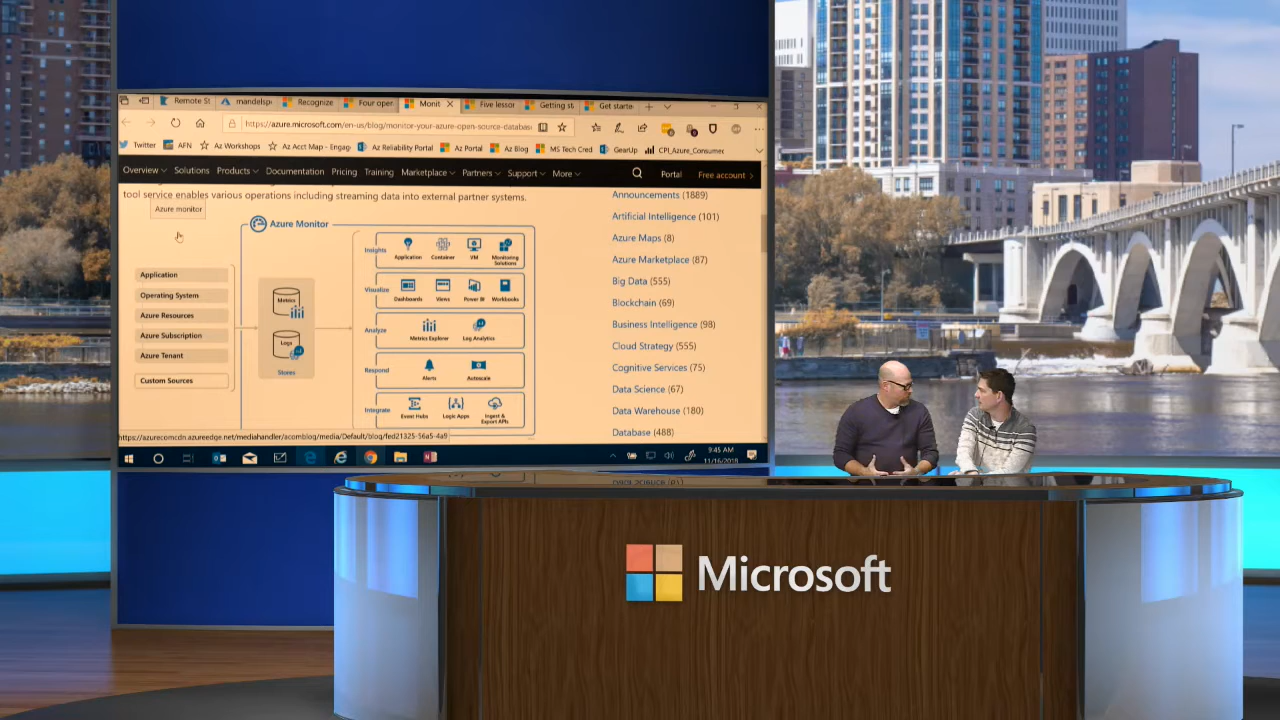 Remote St
mandelsp
Recognize
Four oper
Monit
Five lessor
Getting st
Get starte
https://azure.microsoft.com/en-us/blog/monitor-your-azure-open-source-databas
Twitter
AFN
Az Workshops
Az Acct Map - Engag
Az Reliability Portal
Az Portal
Az Blog
MS Tech Cred
GearUp
CPI_Azure_Consumec
Overview
Solutions
Products
Documentation
Pricing
Training
Marketplace
Partners
Support
More
Portal
Free account
tool service enables various operations including streaming data into external partner systems.
Azure monitor
Azure Monitor
Application
Operating System
Azure Resources
Azure Subscription
Azure Tenant
Custom Sources
Metrics
Logs
Stores
Insights
Application
Container
VM
Monitoring
Solutions
Visualize
Dashboards
Views
Power BI
Workbooks
Analyze
Metrics Explorer
Log Analytics
Respond
Alerts
Autoscale
Integrate
Event Hubs
Logic Apps
Ingest &
Export APIs
Announcements (1889)
Artificial Intelligence (101)
Azure Maps (8)
Azure Marketplace (87)
Big Data (555)
Blockchain (69)
Business Intelligence (98)
Cloud Strategy (555)
Cognitive Services (75)
Data Science (67)
Data Warehouse (180)
Database (488)
https://azurecomcdn.azureedge.net/mediahandler/acomblog/media/Default/blog/fed21325-56a5-4a9
9:45 AM
11/16/2018
Microsoft